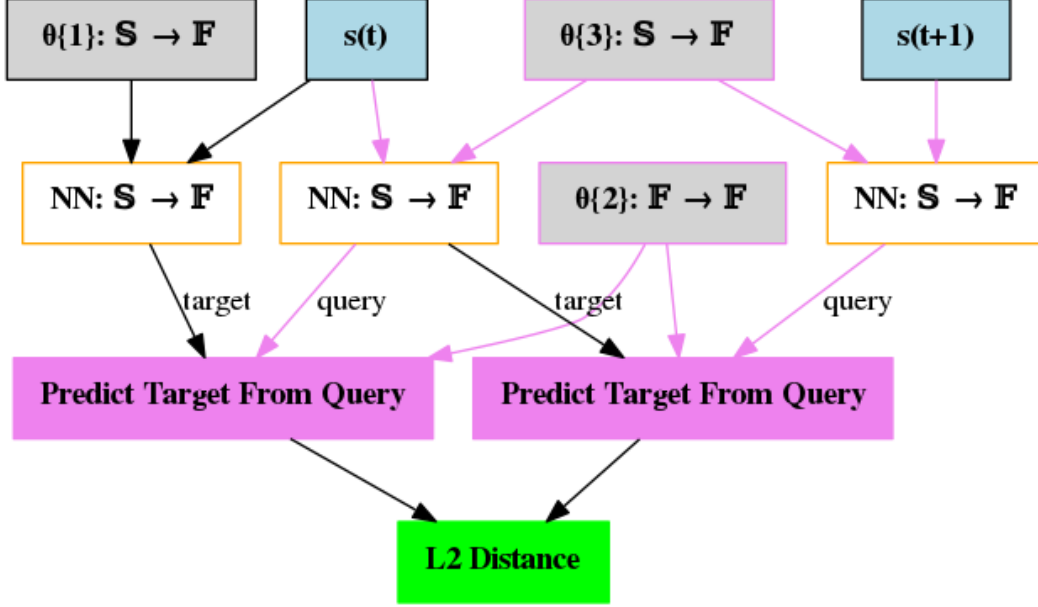 θ{1}: 𝕊 → 𝔽
s(t)
θ{3}: 𝕊 → 𝔽
s(t+1)
NN: 𝕊 → 𝔽
NN: 𝕊 → 𝔽
θ{2}: 𝔽 → 𝔽
NN: 𝕊 → 𝔽
target
query
target
query
Predict Target From Query
Predict Target From Query
L2 Distance